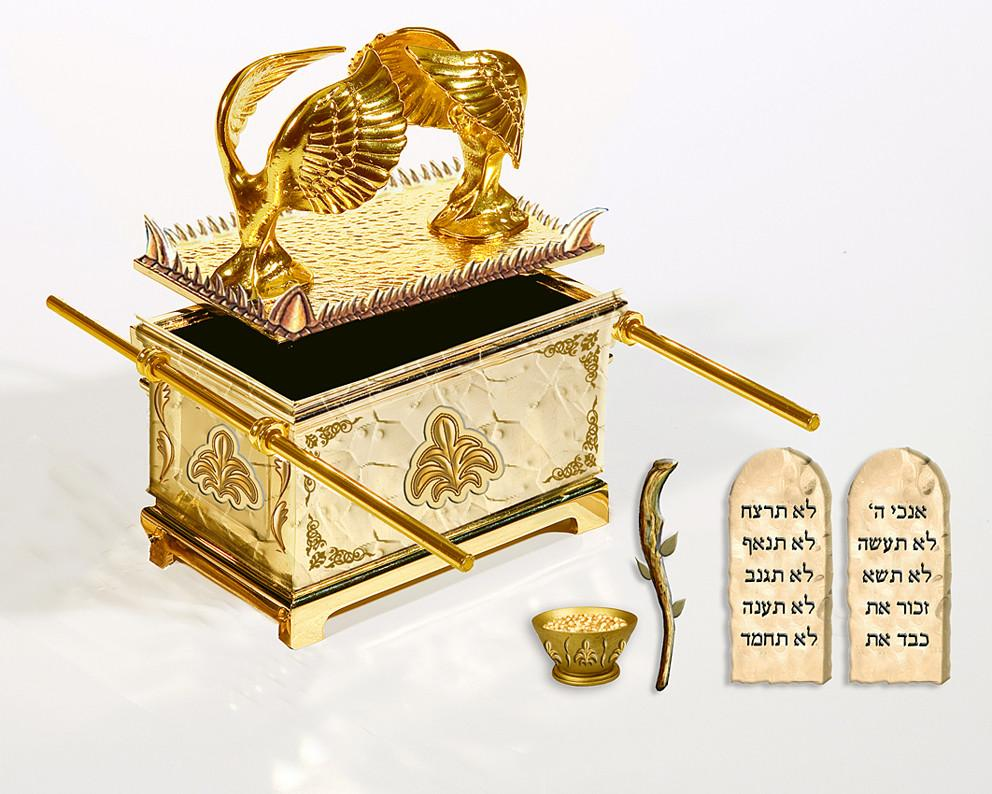 אנכי ה'
לא תעשה
לא תשא
זכור את
כבד את
לא תרצח
לא תנאף
לא תגנב
לא תענה
לא תחמד